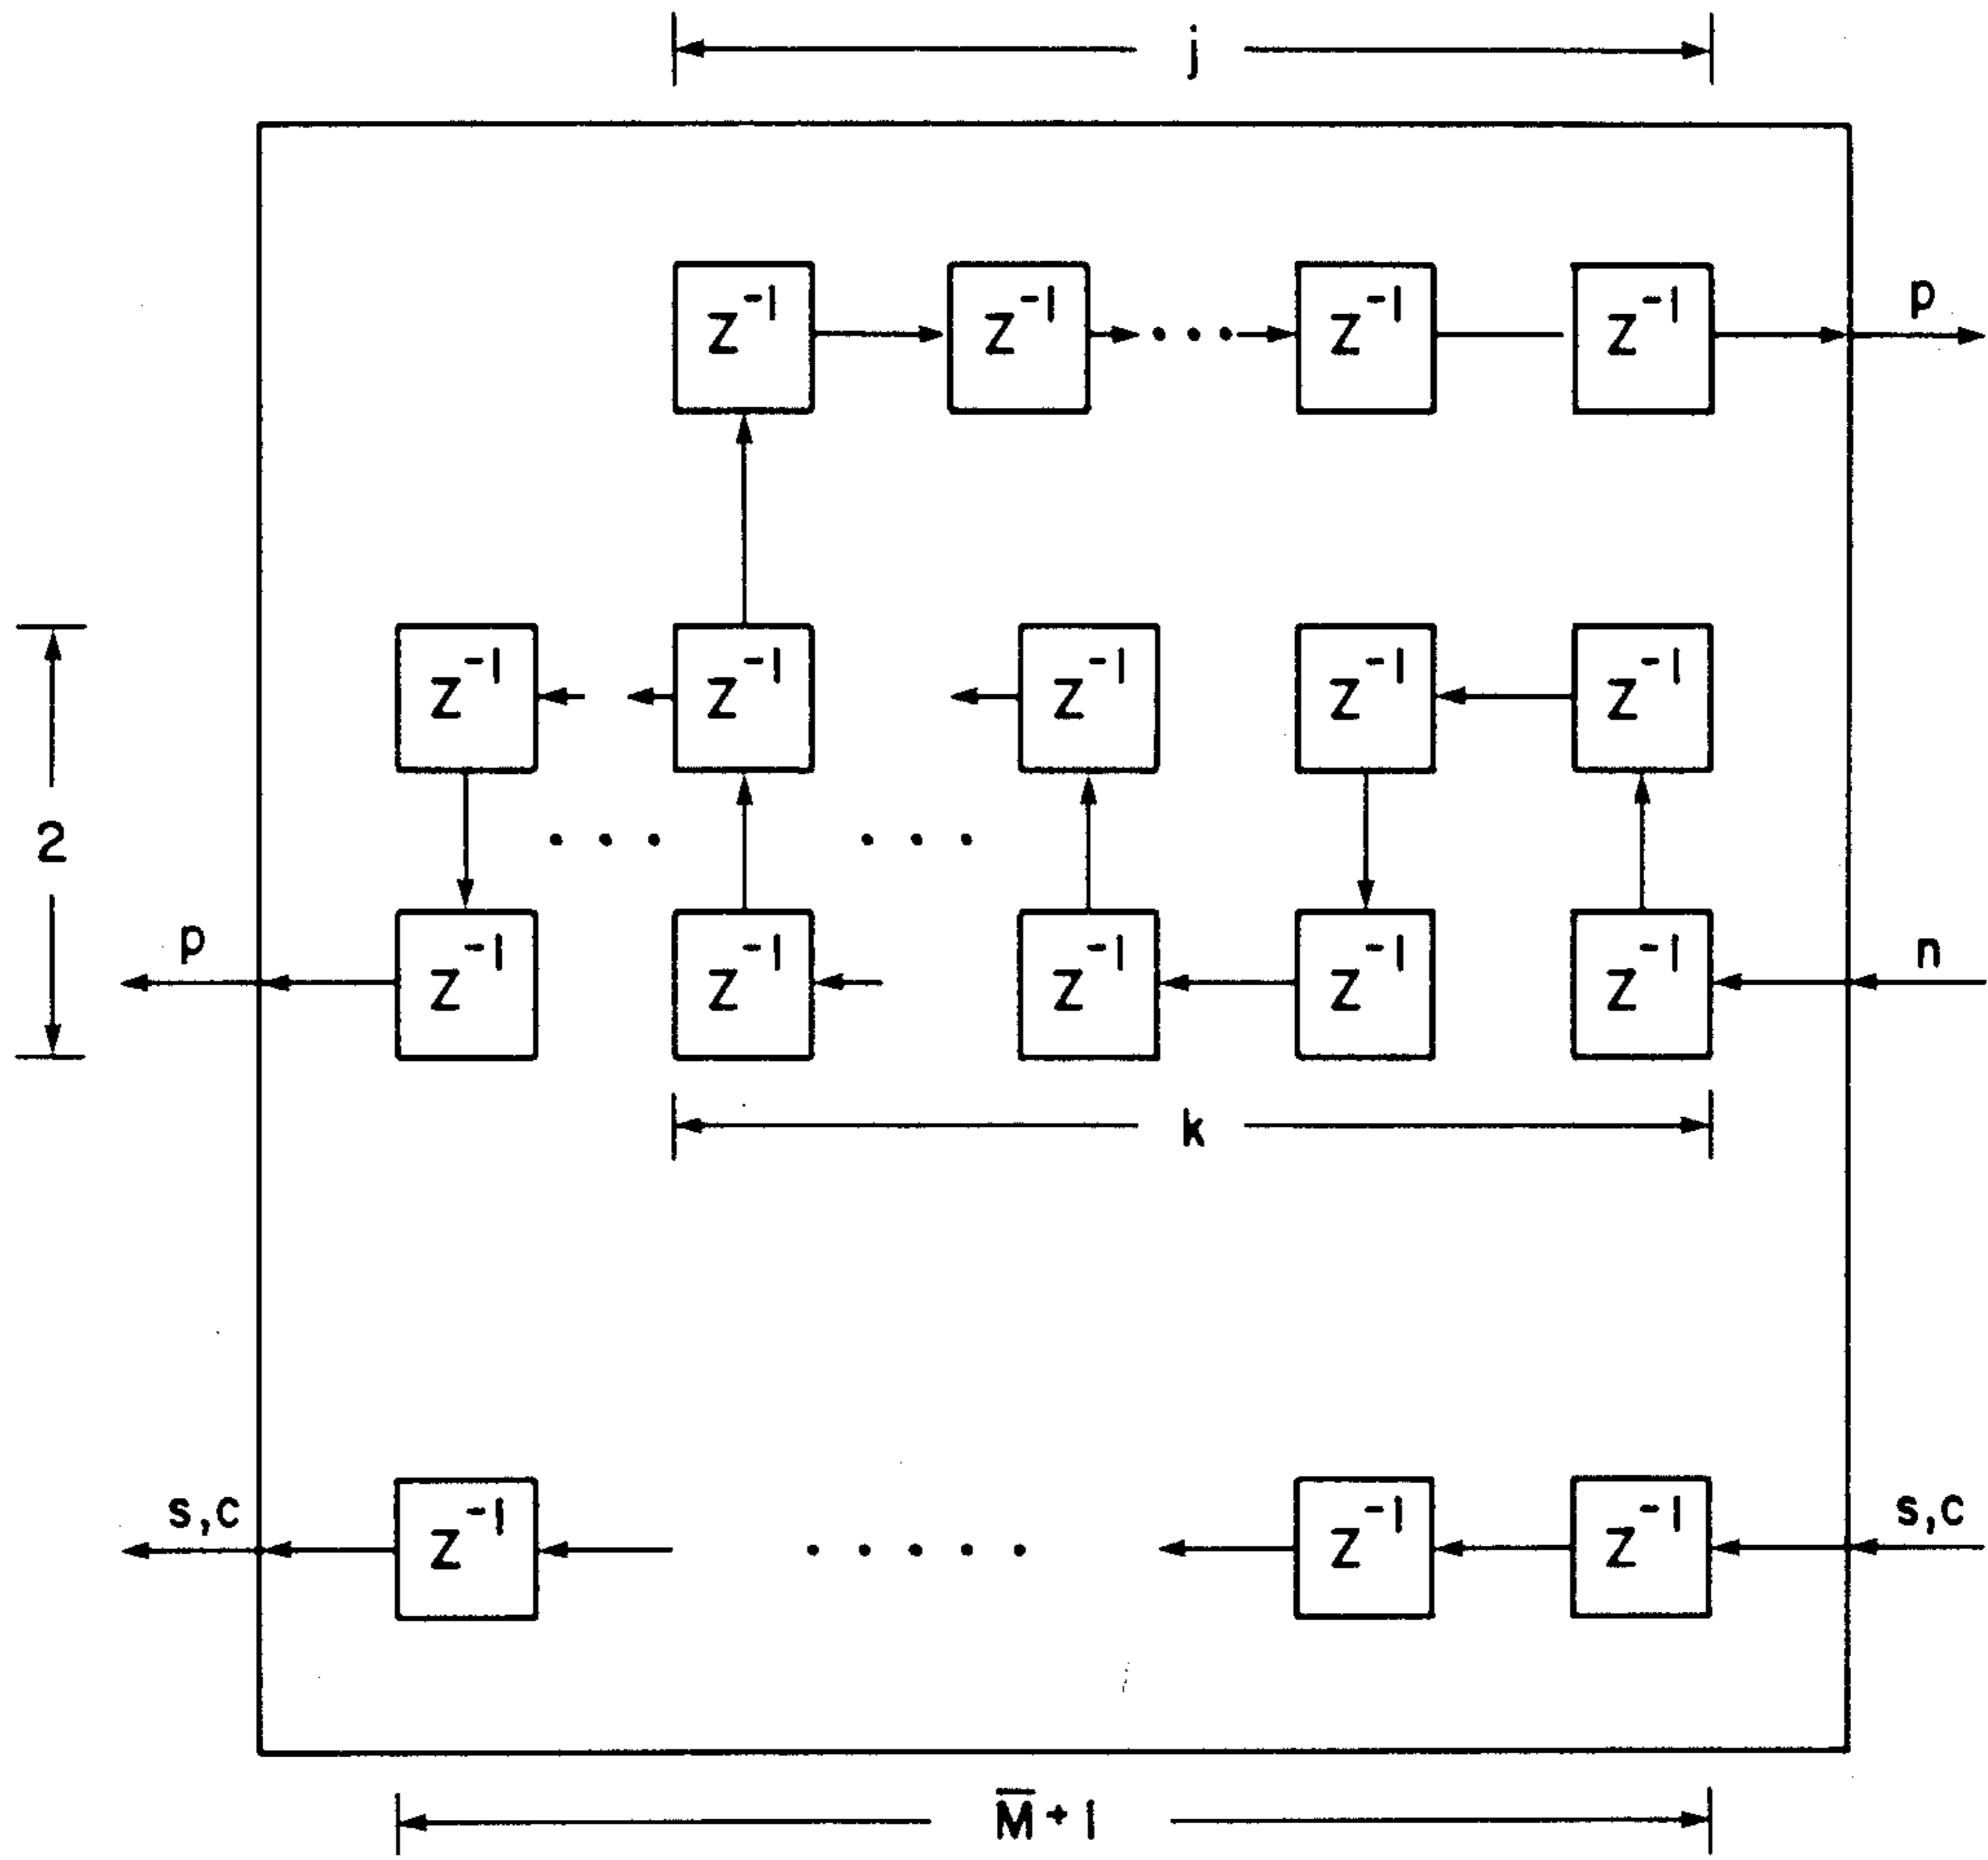 j
z⁻¹ z⁻¹ • • • z⁻¹ z⁻¹ p
z⁻¹ z⁻¹ z⁻¹ z⁻¹ z⁻¹
2 • • • • • •
p z⁻¹ z⁻¹ z⁻¹ z⁻¹ z⁻¹ n
k
s,c z⁻¹ • • • • • z⁻¹ z⁻¹ s,c
M̅+1